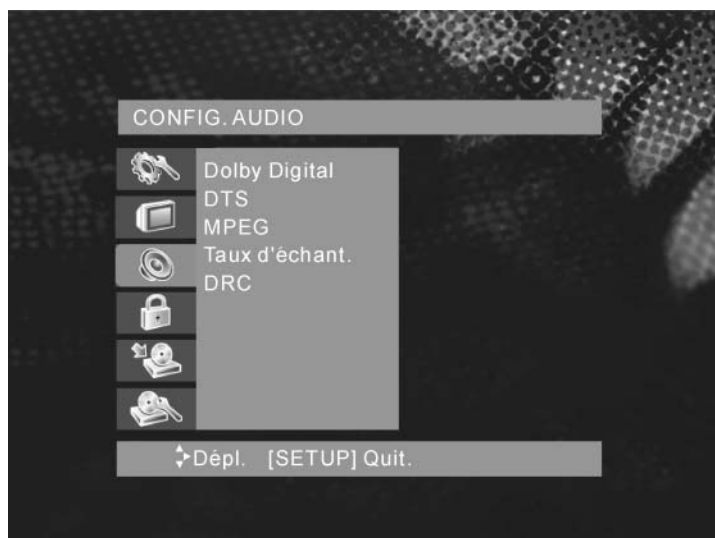 CONFIG. AUDIO
Dolby Digital
DTS
MPEG
Taux d'échant.
DRC
Dépl. [SETUP] Quit.